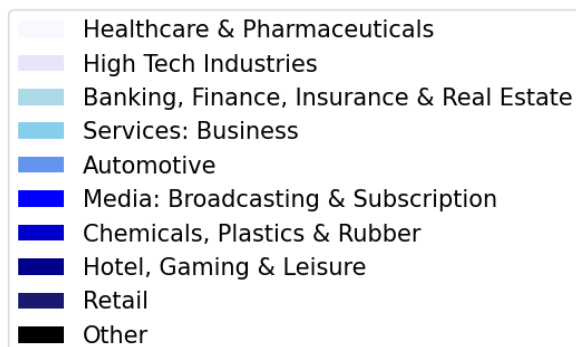 Healthcare & Pharmaceuticals
High Tech Industries
Banking, Finance, Insurance & Real Estate
Services: Business
Automotive
Media: Broadcasting & Subscription
Chemicals, Plastics & Rubber
Hotel, Gaming & Leisure
Retail
Other